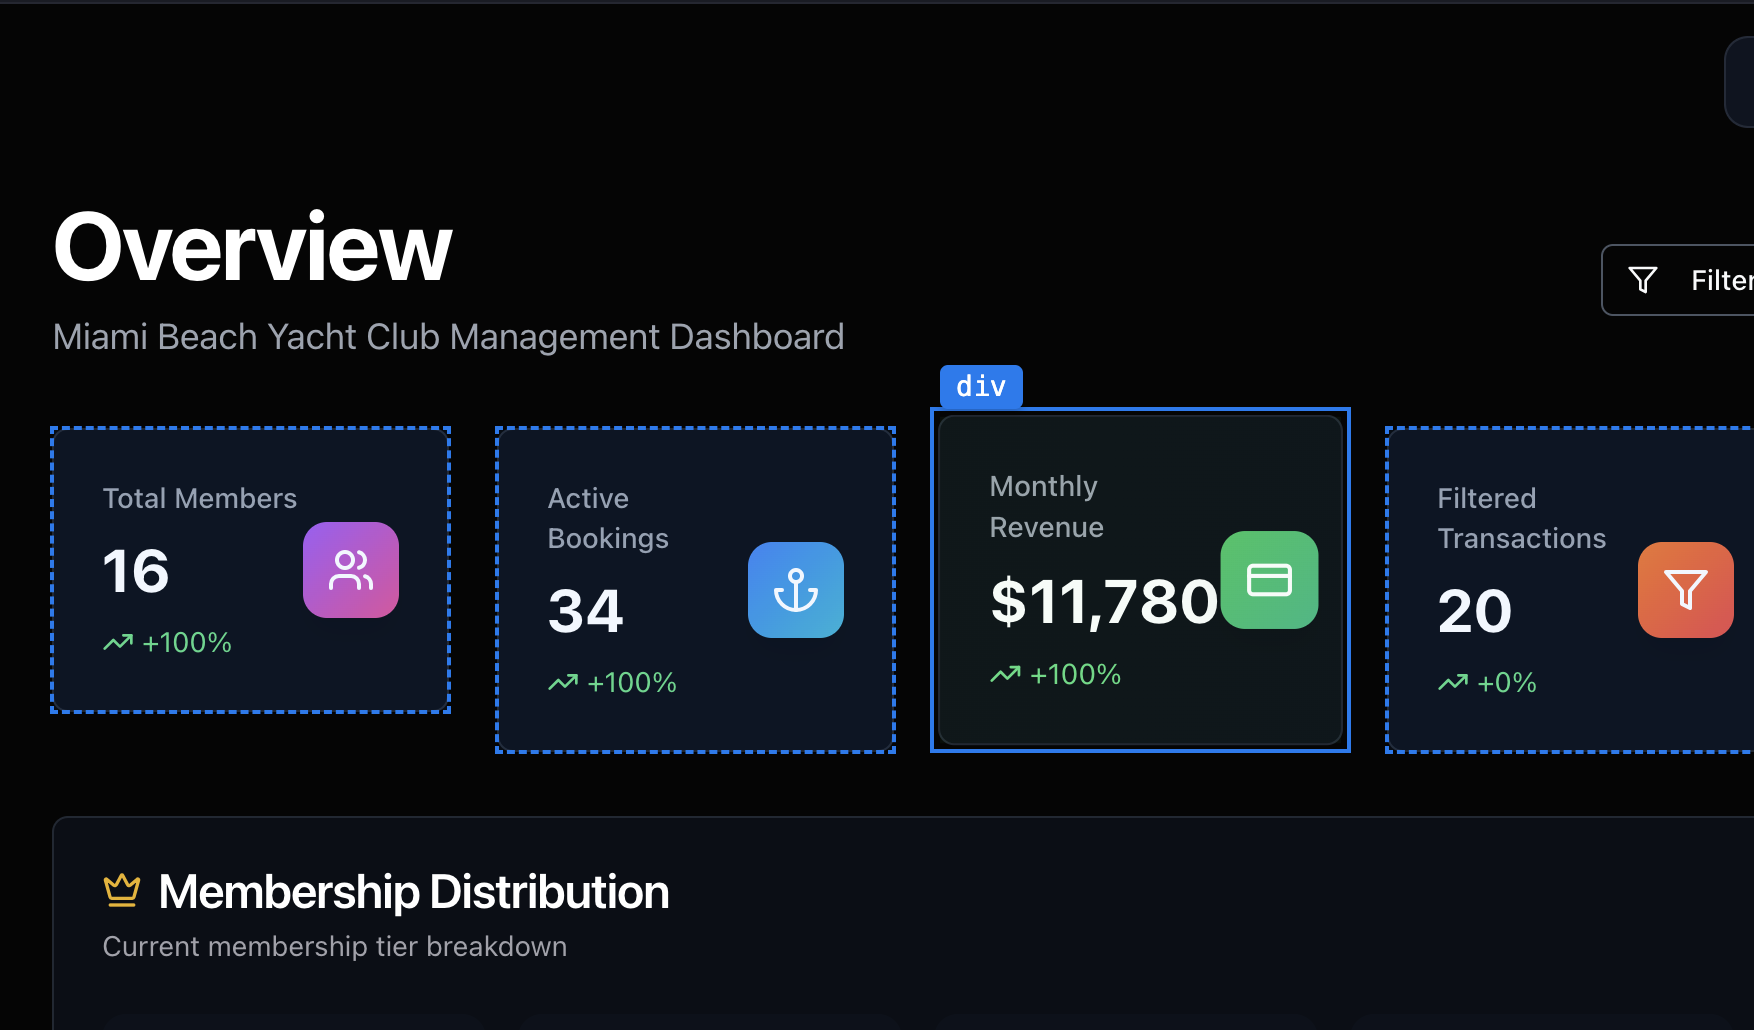 Overview
Miami Beach Yacht Club Management Dashboard
Filter
div
Total Members
16
+100%
Active
Bookings
34
+100%
Monthly
Revenue
$11,780
+100%
Filtered
Transactions
20
+0%
Membership Distribution
Current membership tier breakdown